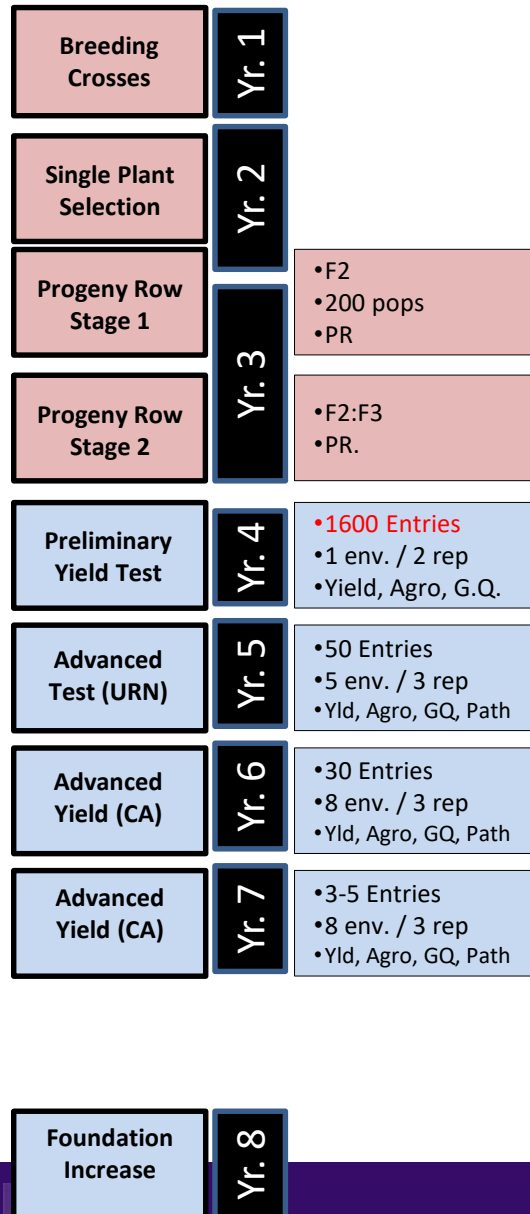 Breeding
Crosses
Yr. 1
Single Plant
Selection
Yr. 2
Progeny Row
Stage 1
•F2
•200 pops
•PR
Yr. 3
Progeny Row
Stage 2
•F2:F3
•PR.
Preliminary
Yield Test
Yr. 4
•1600 Entries
•1 env. / 2 rep
•Yield, Agro, G.Q.
Advanced
Test (URN)
Yr. 5
•50 Entries
•5 env. / 3 rep
•Yld, Agro, GQ, Path
Advanced
Yield (CA)
Yr. 6
•30 Entries
•8 env. / 3 rep
•Yld, Agro, GQ, Path
Advanced
Yield (CA)
Yr. 7
•3-5 Entries
•8 env. / 3 rep
•Yld, Agro, GQ, Path
Foundation
Increase
Yr. 8